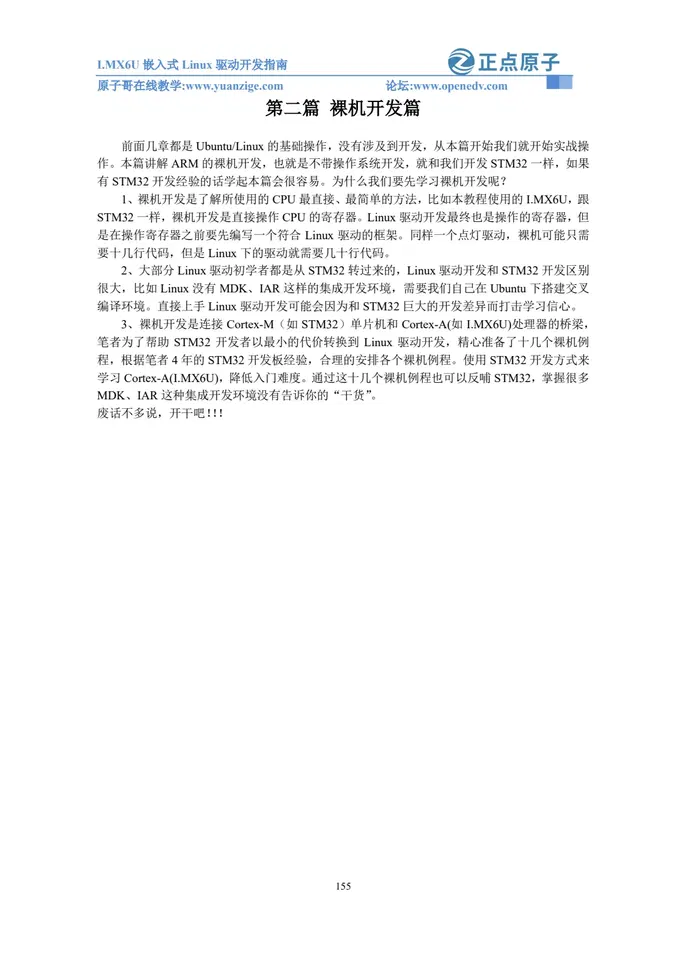 I.MX6U 嵌入式 Linux 驱动开发指南
正点原子
原子哥在线教学:www.yuanzige.com
论坛:www.openedv.com
第二篇 裸机开发篇
前面几章都是 Ubuntu/Linux 的基础操作，没有涉及到开发，从本篇开始我们就开始实战操
作。本篇讲解 ARM 的裸机开发，也就是不带操作系统开发，就和我们开发 STM32 一样，如果
有 STM32 开发经验的话学起本篇会很容易。为什么我们要先学习裸机开发呢？
1、裸机开发是了解所使用的 CPU 最直接、最简单的方法，比如本教程使用的 I.MX6U，跟
STM32 一样，裸机开发是直接操作 CPU 的寄存器。Linux 驱动开发最终也是操作的寄存器，但
是在操作寄存器之前要先编写一个符合 Linux 驱动的框架。同样一个点灯驱动，裸机可能只需
要十几行代码，但是 Linux 下的驱动就需要几十行代码。
2、大部分 Linux 驱动初学者都是从 STM32 转过来的，Linux 驱动开发和 STM32 开发区别
很大，比如 Linux 没有 MDK、IAR 这样的集成开发环境，需要我们自己在 Ubuntu 下搭建交叉
编译环境。直接上手 Linux 驱动开发可能会因为和 STM32 巨大的开发差异而打击学习信心。
3、裸机开发是连接 Cortex-M（如 STM32）单片机和 Cortex-A(如 I.MX6U)处理器的桥梁，
笔者为了帮助 STM32 开发者以最小的代价转换到 Linux 驱动开发，精心准备了十几个裸机例
程，根据笔者 4 年的 STM32 开发板经验，合理的安排各个裸机例程。使用 STM32 开发方式来
学习 Cortex-A(I.MX6U)，降低入门难度。通过这十几个裸机例程也可以反哺 STM32，掌握很多
MDK、IAR 这种集成开发环境没有告诉你的“干货”。
废话不多说，开干吧！！！
155